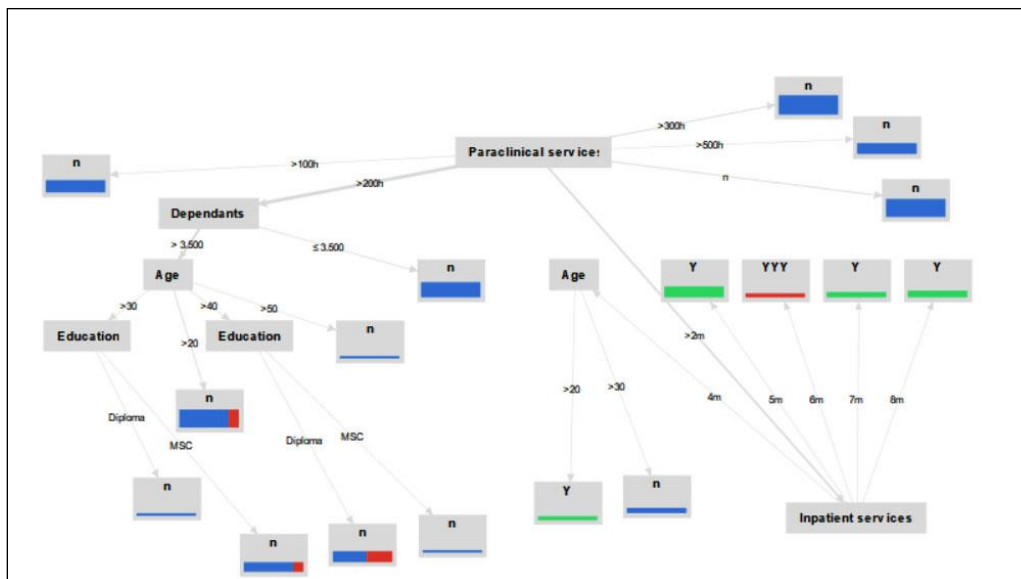 n
>300h
n
>500h
Paraclinical services
n
>100h
n
n
>200h
Dependants
> 3.500
≤ 3.500
Age
n
Age
Y
YYY
Y
Y
>30
>40
>50
Education
>20
Education
n
>2m
n
>20
>30
4m
5m
6m
7m
8m
Diploma
MSC
Diploma
MSC
n
n
n
n
Y
n
Inpatient services
n